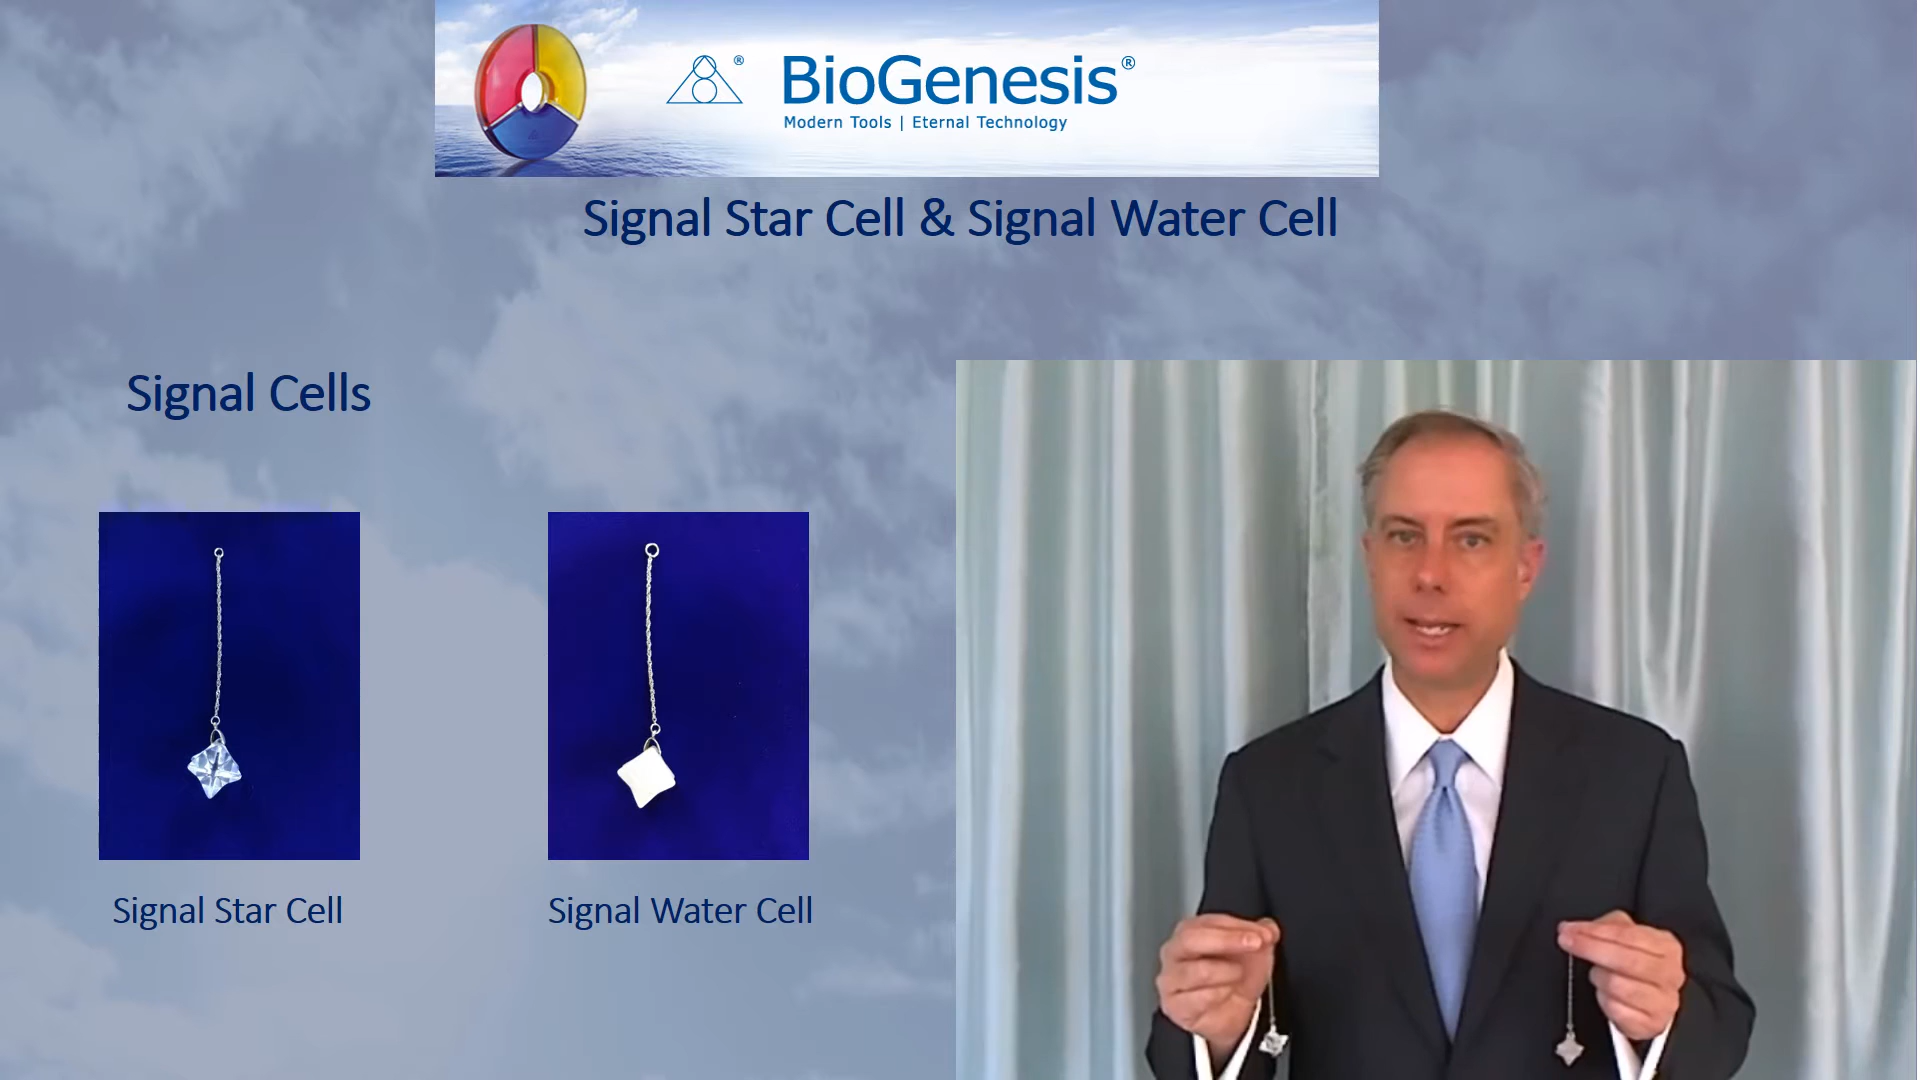 BioGenesis®
®
Modern Tools | Eternal Technology
Signal Star Cell & Signal Water Cell
Signal Cells
Signal Star Cell
Signal Water Cell